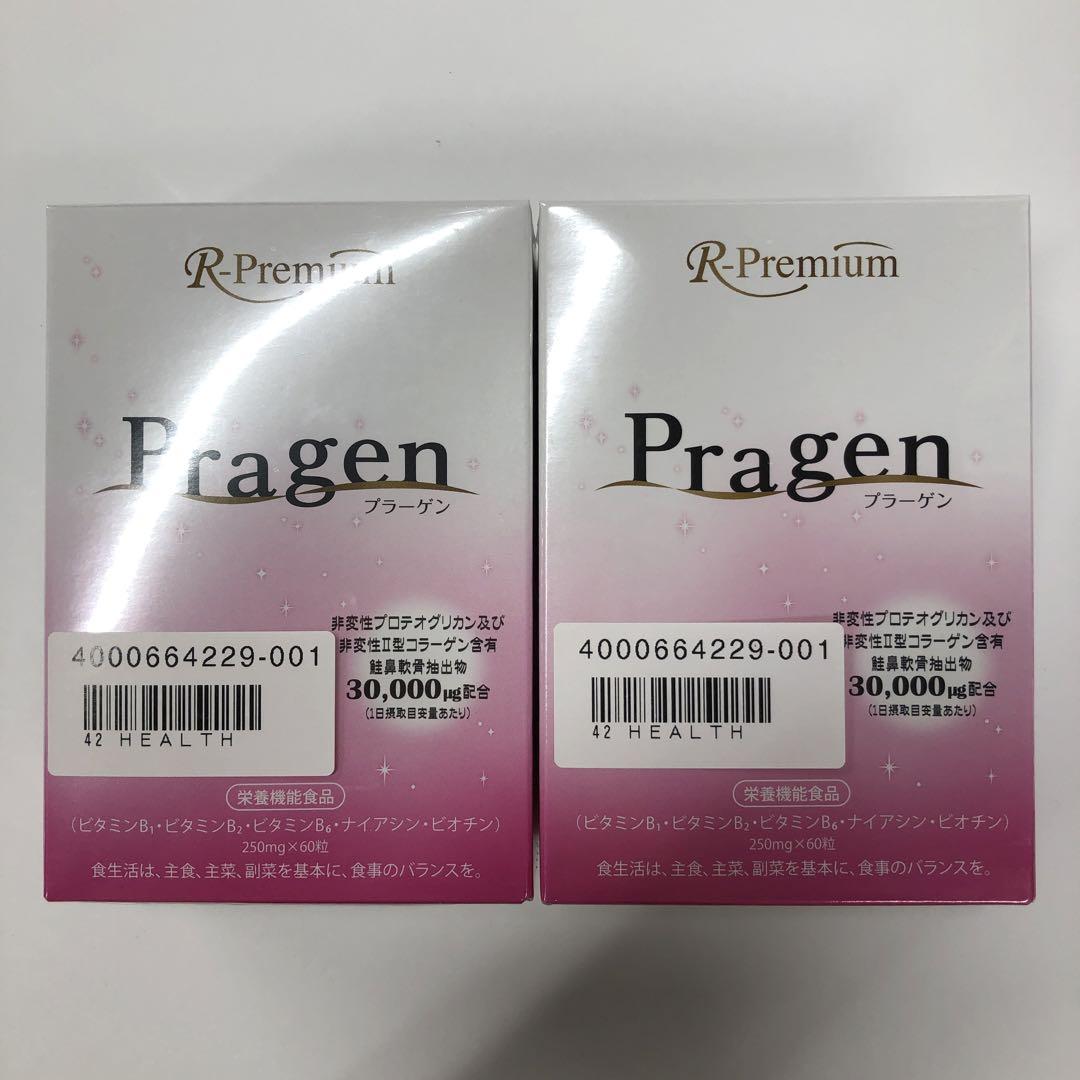 R-Premium
Pragen
プラーゲン
非変性プロテオグリカン及び
非変性Ⅱ型コラーゲン含有
鮭鼻軟骨抽出物
30,000μg配合
(1日摂取目安量あたり)
4000664229-001
42 HEALTH
栄養機能食品
(ビタミンB₁・ビタミンB₂・ビタミンB₆・ナイアシン・ビオチン)
250mg×60粒
食生活は、主食、主菜、副菜を基本に、食事のバランスを。
R-Premium
Pragen
プラーゲン
非変性プロテオグリカン及び
非変性Ⅱ型コラーゲン含有
鮭鼻軟骨抽出物
30,000μg配合
(1日摂取目安量あたり)
4000664229-001
42 HEALTH
栄養機能食品
(ビタミンB₁・ビタミンB₂・ビタミンB₆・ナイアシン・ビオチン)
250mg×60粒
食生活は、主食、主菜、副菜を基本に、食事のバランスを。